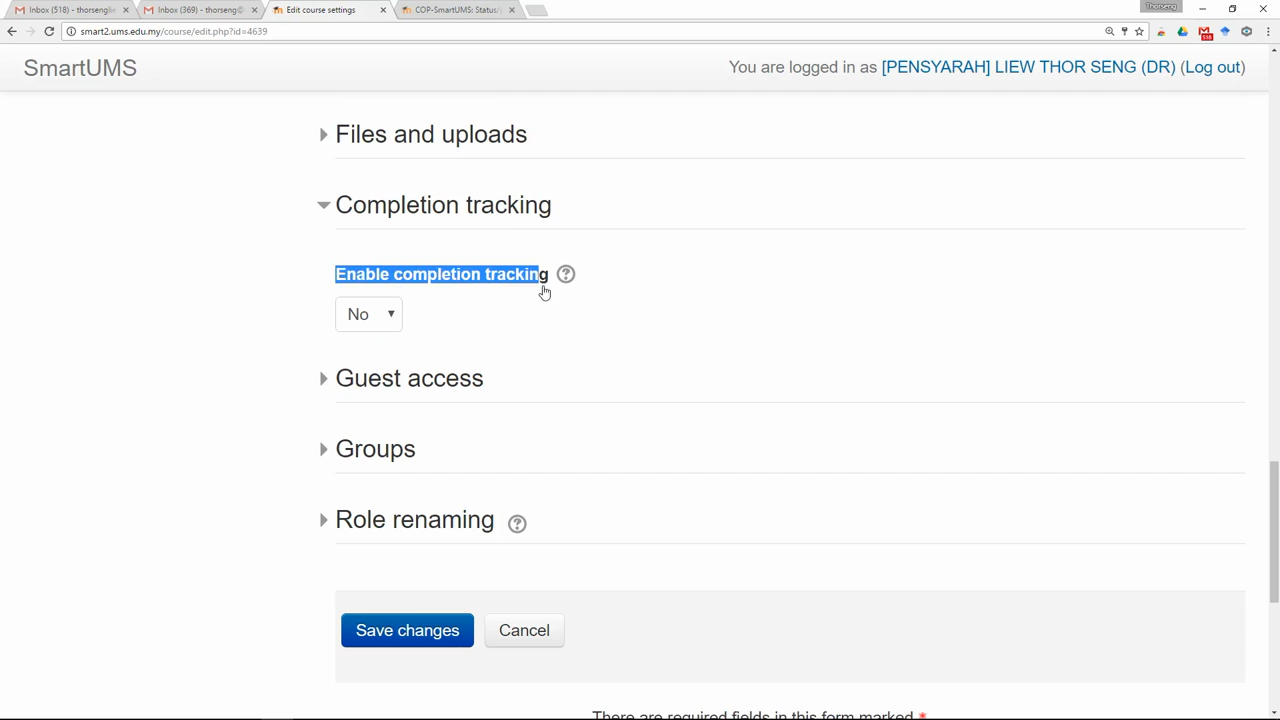 Thorseng
Inbox (518) - thorsengli
Inbox (369) - thorseng@
Edit course settings
COP-SmartUMS: Status/
smart2.ums.edu.my/course/edit.php?id=4639
518
SmartUMS
You are logged in as [PENSYARAH] LIEW THOR SENG (DR) (Log out)
Files and uploads
Completion tracking
Enable completion tracking ?
No
Guest access
Groups
Role renaming ?
Save changes
Cancel
There are required fields in this form marked *